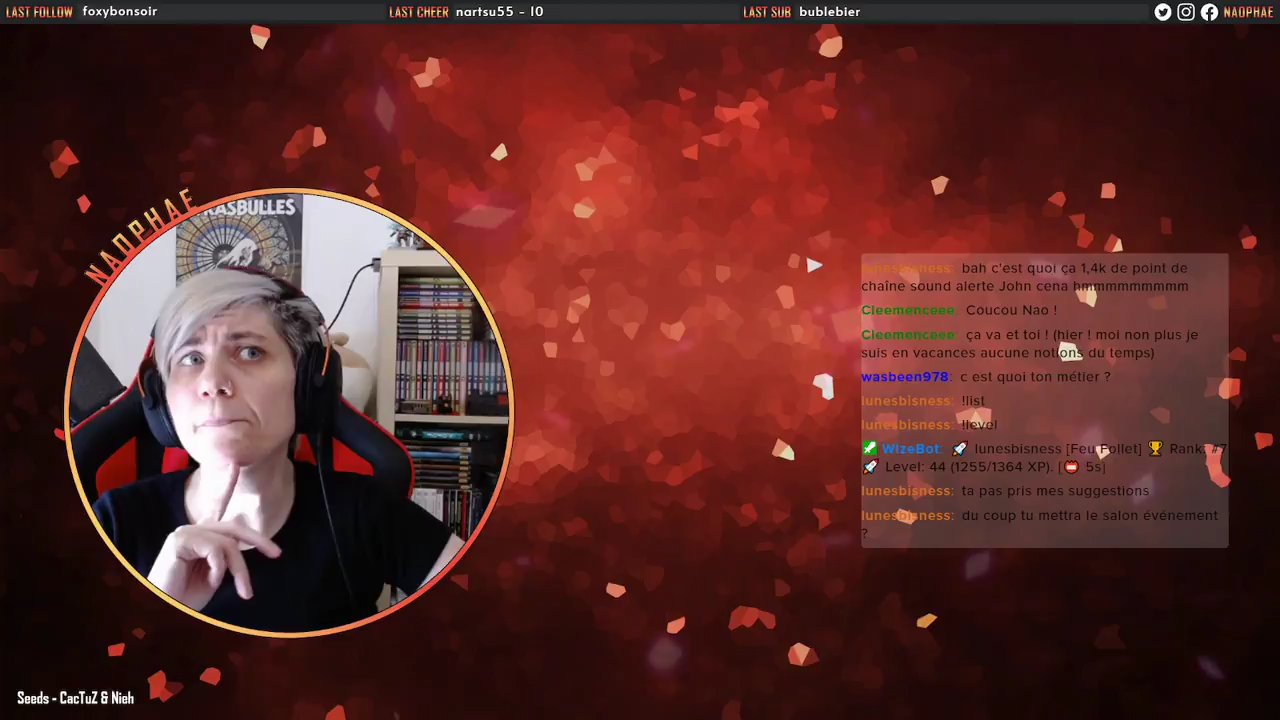 LAST FOLLOW foxybonsoir LAST CHEER nartsu55 - 10 LAST SUB bublebier NAOPHAE
NAOPHAE
RASBULLES
lunesbisness: bah c'est quoi ça 1,4k de point de
chaîne sound alerte John cena hmmmmmmmmm
Cleemenceee: Coucou Nao !
Cleemenceee: ça va et toi ! (hier ! moi non plus je
suis en vacances aucune notions du temps)
wasbeen978: c est quoi ton métier ?
lunesbisness: !list
lunesbisness: !level
WizeBot: lunesbisness [Feu Follet] Rank: #7
Level: 44 (1255/1364 XP). [ 5s]
lunesbisness: ta pas pris mes suggestions
lunesbisness: du coup tu mettra le salon événement
?
Seeds - CacTuZ & Nieh